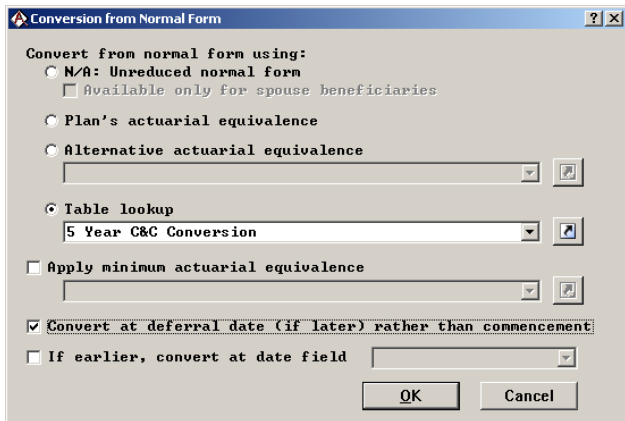 Conversion from Normal Form
Convert from normal form using:
N/A: Unreduced normal form
Available only for spouse beneficiaries
Plan's actuarial equivalence
Alternative actuarial equivalence
Table lookup
5 Year C&C Conversion
Apply minimum actuarial equivalence
Convert at deferral date (if later) rather than commencement
If earlier, convert at date field
OK Cancel